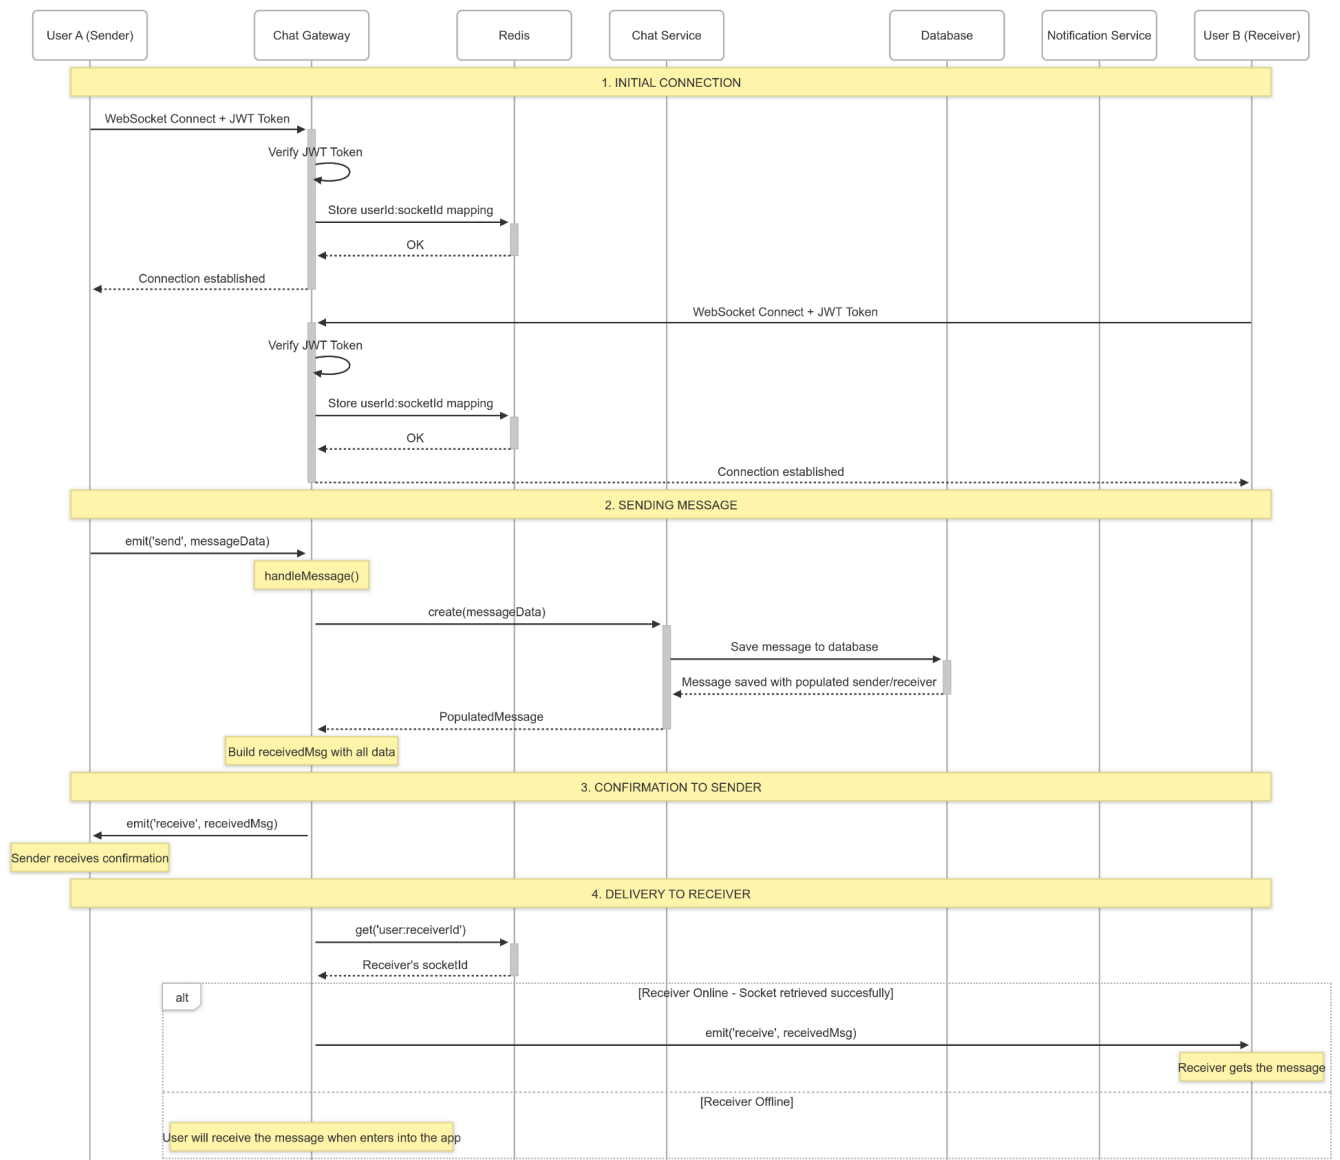 User A (Sender)
Chat Gateway
Redis
Chat Service
Database
Notification Service
User B (Receiver)
1. INITIAL CONNECTION
WebSocket Connect + JWT Token
Verify JWT Token
Store userId:socketId mapping
OK
Connection established
WebSocket Connect + JWT Token
Verify JWT Token
Store userId:socketId mapping
OK
Connection established
2. SENDING MESSAGE
emit('send', messageData)
handleMessage()
create(messageData)
Save message to database
Message saved with populated sender/receiver
PopulatedMessage
Build receivedMsg with all data
3. CONFIRMATION TO SENDER
emit('receive', receivedMsg)
Sender receives confirmation
4. DELIVERY TO RECEIVER
get('user:receiverId')
Receiver's socketId
alt
[Receiver Online - Socket retrieved succesfully]
emit('receive', receivedMsg)
Receiver gets the message
[Receiver Offline]
User will receive the message when enters into the app